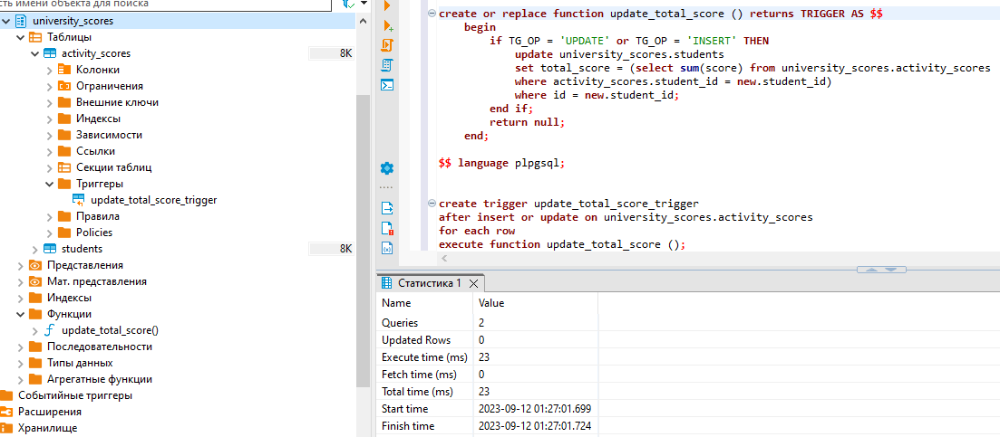 сть имени объекта для поиска
university_scores
Таблицы
activity_scores 8K
Колонки
Ограничения
Внешние ключи
Индексы
Зависимости
Ссылки
Секции таблиц
Триггеры
update_total_score_trigger
Правила
Policies
students 8K
Представления
Мат. представления
Индексы
Функции
update_total_score()
Последовательности
Типы данных
Агрегатные функции
Событийные триггеры
Расширения
Хранилище
create or replace function update_total_score () returns TRIGGER AS $$
begin
if TG_OP = 'UPDATE' or TG_OP = 'INSERT' THEN
update university_scores.students
set total_score = (select sum(score) from university_scores.activity_scores
where activity_scores.student_id = new.student_id)
where id = new.student_id;
end if;
return null;
end;
$$ language plpgsql;
create trigger update_total_score_trigger
after insert or update on university_scores.activity_scores
for each row
execute function update_total_score ();
Статистика 1
Name Value
Queries 2
Updated Rows 0
Execute time (ms) 23
Fetch time (ms) 0
Total time (ms) 23
Start time 2023-09-12 01:27:01.699
Finish time 2023-09-12 01:27:01.724